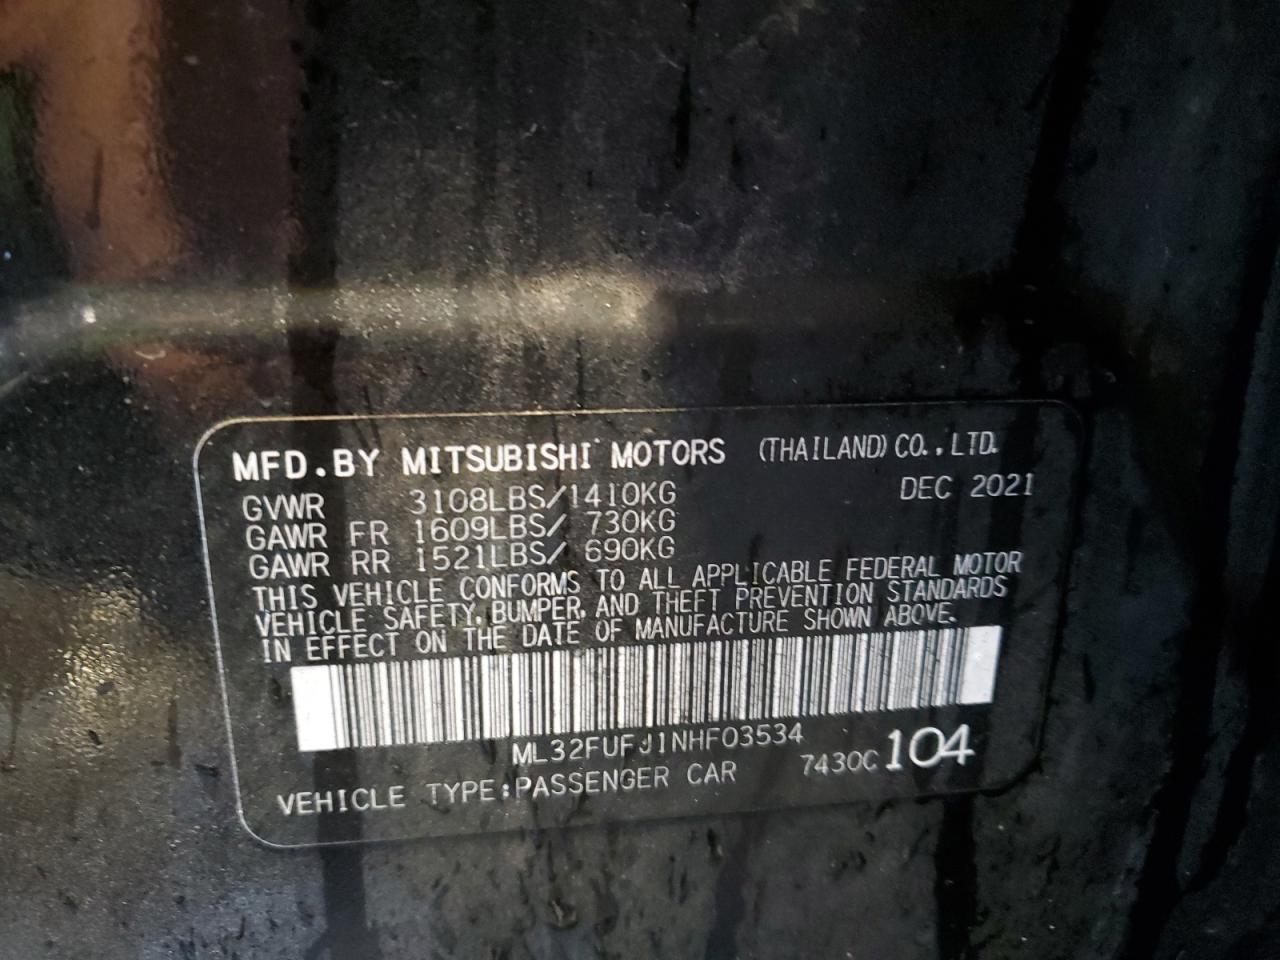 MFD.BY MITSUBISHI MOTORS (THAILAND) CO.,LTD.
GVWR 3108LBS/1410KG DEC 2021
GAWR FR 1609LBS/ 730KG
GAWR RR 1521LBS/ 690KG
THIS VEHICLE CONFORMS TO ALL APPLICABLE FEDERAL MOTOR
VEHICLE SAFETY, BUMPER, AND THEFT PREVENTION STANDARDS
IN EFFECT ON THE DATE OF MANUFACTURE SHOWN ABOVE.
ML32FUFJ1NHF03534
VEHICLE TYPE:PASSENGER CAR 7430C 104